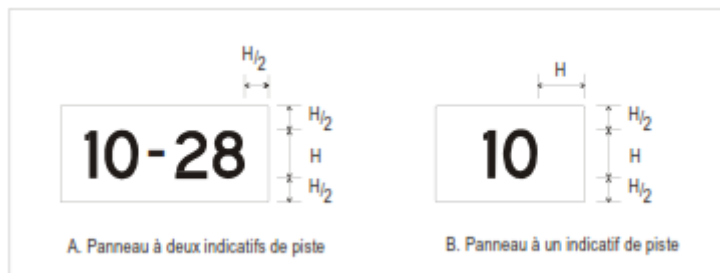 H/2
H
10-28
H/2
H
H/2
10
H/2
H
H/2
A. Panneau à deux indicatifs de piste
B. Panneau à un indicatif de piste